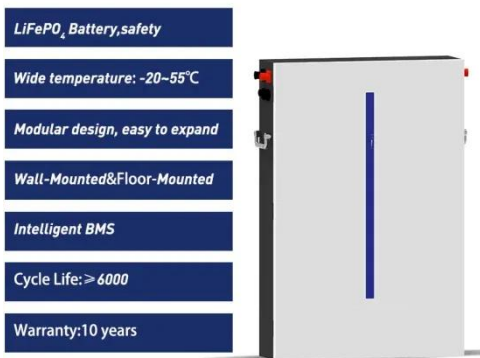 LiFePO₄ Battery,safety
Wide temperature: -20~55℃
Modular design, easy to expand
Wall-Mounted&Floor-Mounted
Intelligent BMS
Cycle Life:≥6000
Warranty:10 years